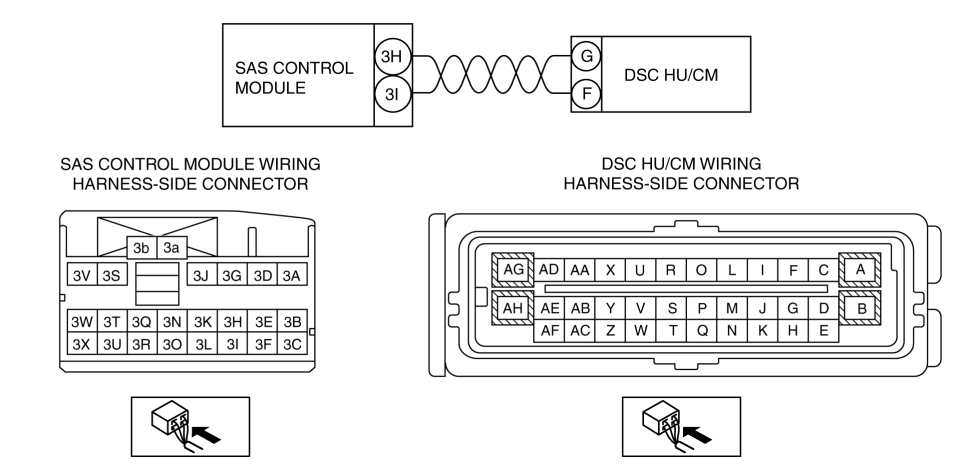 SAS CONTROL
MODULE
3H
3I
G
F
DSC HU/CM
SAS CONTROL MODULE WIRING
HARNESS-SIDE CONNECTOR
3b 3a
3V 3S 3J 3G 3D 3A
3W 3T 3Q 3N 3K 3H 3E 3B
3X 3U 3R 3O 3L 3I 3F 3C
DSC HU/CM WIRING
HARNESS-SIDE CONNECTOR
AG AD AA X U R O L I F C A
AH AE AB Y V S P M J G D B
AF AC Z W T Q N K H E